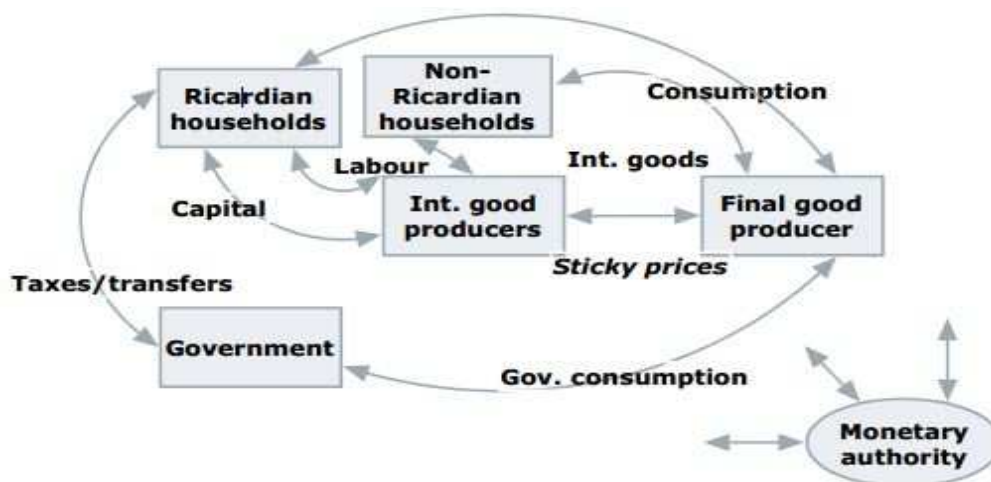 Ricardian
households
Non-
Ricardian
households
Consumption
Labour
Int. goods
Capital
Int. good
producers
Final good
producer
Sticky prices
Taxes/transfers
Government
Gov. consumption
Monetary
authority